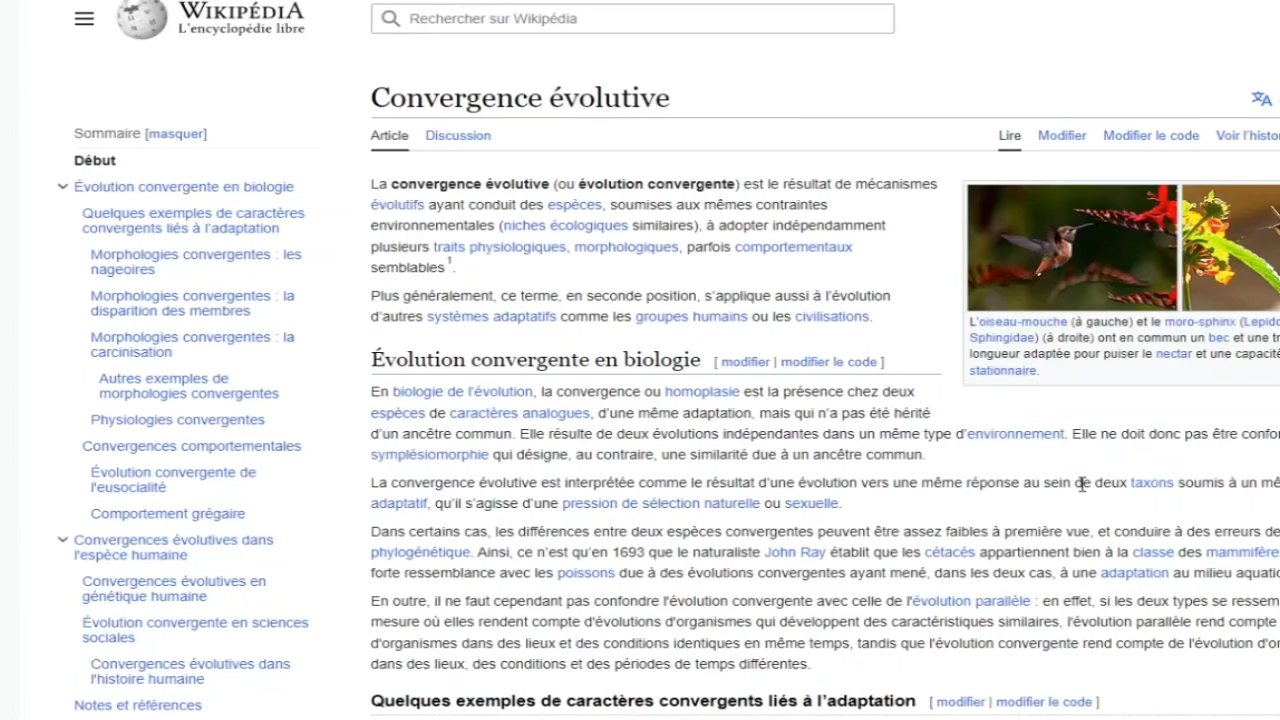 WIKIPÉDIA
L'encyclopédie libre
Rechercher sur Wikipédia
Convergence évolutive
Article Discussion
Lire Modifier Modifier le code Voir l'histor
Sommaire [masquer]
Début
Évolution convergente en biologie
Quelques exemples de caractères
convergents liés à l'adaptation
Morphologies convergentes : les
nageoires
Morphologies convergentes : la
disparition des membres
Morphologies convergentes : la
carcinisation
Autres exemples de
morphologies convergentes
Physiologies convergentes
Convergences comportementales
Évolution convergente de
l'eusocialité
Comportement grégaire
Convergences évolutives dans
l'espèce humaine
Convergences évolutives en
génétique humaine
Évolution convergente en sciences
sociales
Convergences évolutives dans
l'histoire humaine
Notes et références
La convergence évolutive (ou évolution convergente) est le résultat de mécanismes
évolutifs ayant conduit des espèces, soumises aux mêmes contraintes
environnementales (niches écologiques similaires), à adopter indépendamment
plusieurs traits physiologiques, morphologiques, parfois comportementaux
semblables 1.
Plus généralement, ce terme, en seconde position, s'applique aussi à l'évolution
d'autres systèmes adaptatifs comme les groupes humains ou les civilisations.
L'oiseau-mouche (à gauche) et le moro-sphinx (Lepido
Sphingidae) (à droite) ont en commun un bec et une tr
longueur adaptée pour puiser le nectar et une capacité
stationnaire.
Évolution convergente en biologie [ modifier | modifier le code ]
En biologie de l'évolution, la convergence ou homoplasie est la présence chez deux
espèces de caractères analogues, d'une même adaptation, mais qui n'a pas été hérité
d'un ancêtre commun. Elle résulte de deux évolutions indépendantes dans un même type d'environnement. Elle ne doit donc pas être confon
symplésiomorphie qui désigne, au contraire, une similarité due à un ancêtre commun.
La convergence évolutive est interprétée comme le résultat d'une évolution vers une même réponse au sein de deux taxons soumis à un mê
adaptatif, qu'il s'agisse d'une pression de sélection naturelle ou sexuelle.
Dans certains cas, les différences entre deux espèces convergentes peuvent être assez faibles à première vue, et conduire à des erreurs de
phylogénétique. Ainsi, ce n'est qu'en 1693 que le naturaliste John Ray établit que les cétacés appartiennent bien à la classe des mammifère
forte ressemblance avec les poissons due à des évolutions convergentes ayant mené, dans les deux cas, à une adaptation au milieu aquatic
En outre, il ne faut cependant pas confondre l'évolution convergente avec celle de l'évolution parallèle : en effet, si les deux types se ressem
mesure où elles rendent compte d'évolutions d'organismes qui développent des caractéristiques similaires, l'évolution parallèle rend compte
d'organismes dans des lieux et des conditions identiques en même temps, tandis que l'évolution convergente rend compte de l'évolution d'or
dans des lieux, des conditions et des périodes de temps différentes.
Quelques exemples de caractères convergents liés à l'adaptation [ modifier | modifier le code ]